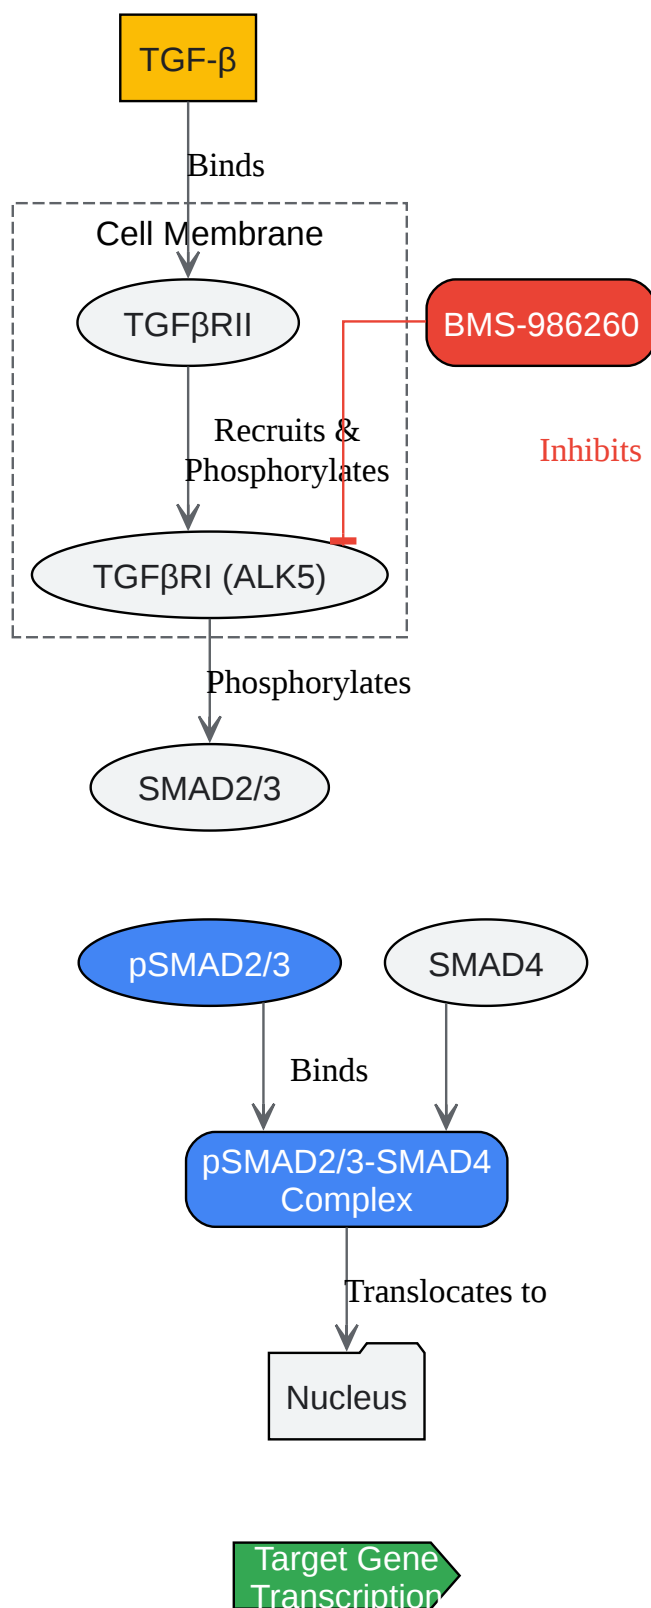 TGF-β
Binds
Cell Membrane
TGFβRII
BMS-986260
Recruits &
Phosphorylates
Inhibits
TGFβRI (ALK5)
Phosphorylates
SMAD2/3
pSMAD2/3
SMAD4
Binds
pSMAD2/3-SMAD4
Complex
Translocates to
Nucleus
Target Gene
Transcription